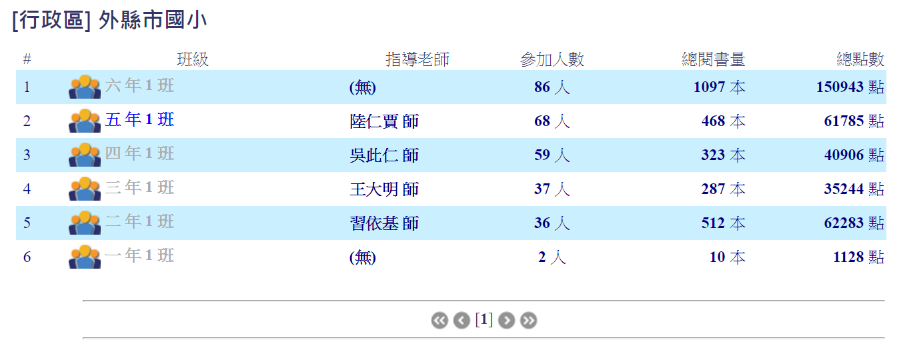 [行政區] 外縣市國小
# 班級 指導老師 參加人數 總閱書量 總點數
1 六 年 1 班 (無) 86 人 1097 本 150943 點
2 五 年 1 班 陸仁賈 師 68 人 468 本 61785 點
3 四 年 1 班 吳此仁 師 59 人 323 本 40906 點
4 三 年 1 班 王大明 師 37 人 287 本 35244 點
5 二 年 1 班 習依基 師 36 人 512 本 62283 點
6 一 年 1 班 (無) 2 人 10 本 1128 點
[1]